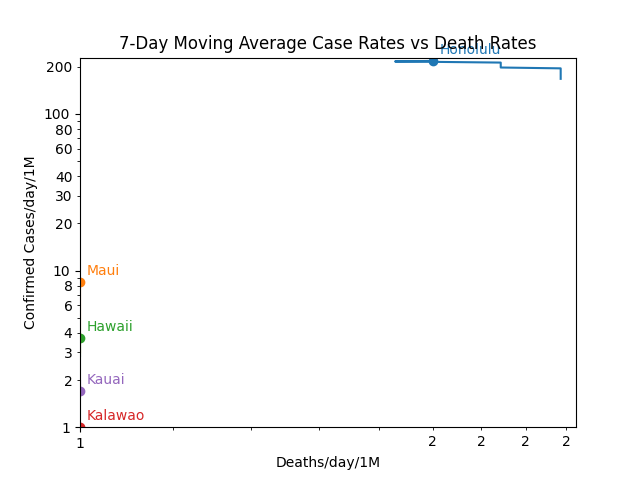 7-Day Moving Average Case Rates vs Death Rates
Honolulu
200
100
80
60
40
30
20
10
8
6
4
3
2
1
Confirmed Cases/day/1M
Maui
Hawaii
Kauai
Kalawao
1 2 2 2 2
Deaths/day/1M